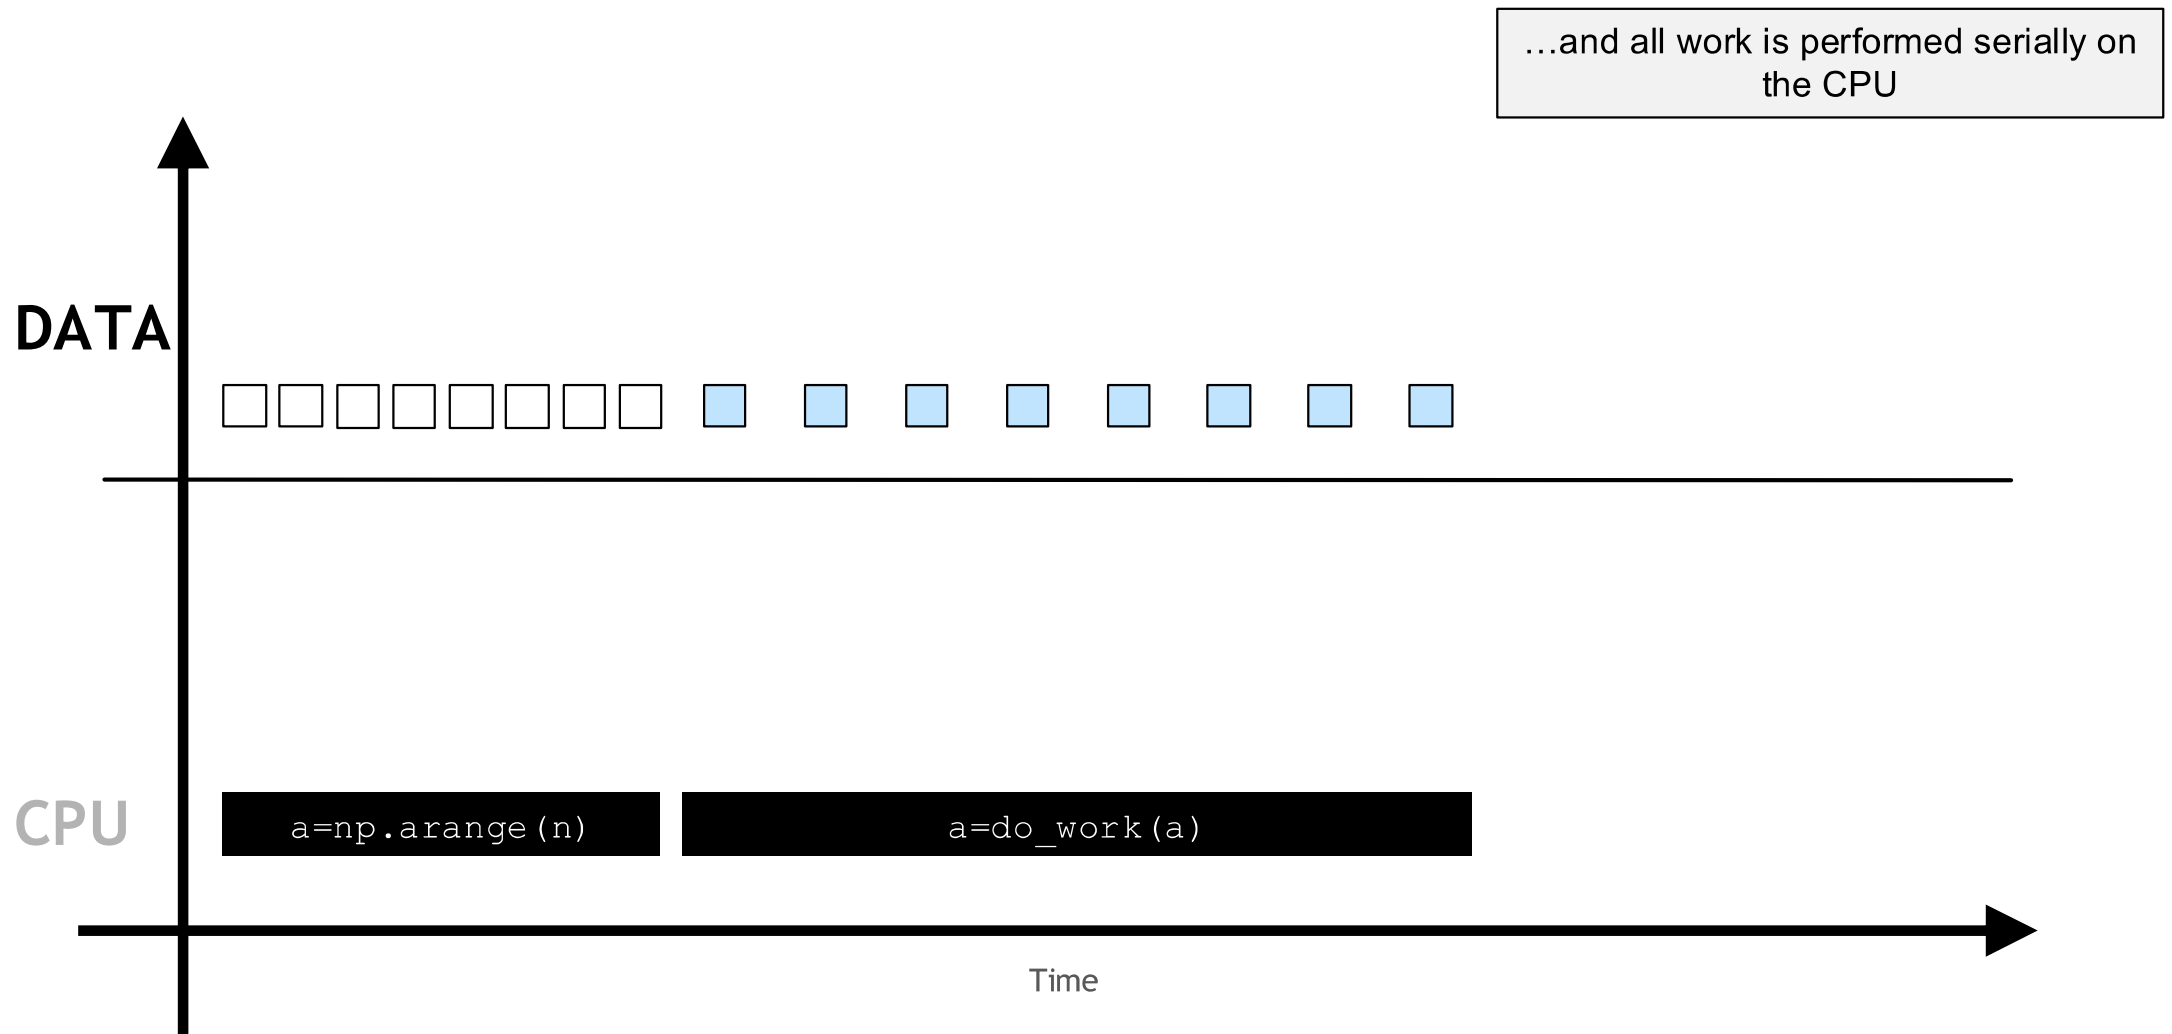 …and all work is performed serially on
the CPU
DATA
CPU
a=np.arange(n)
a=do_work(a)
Time